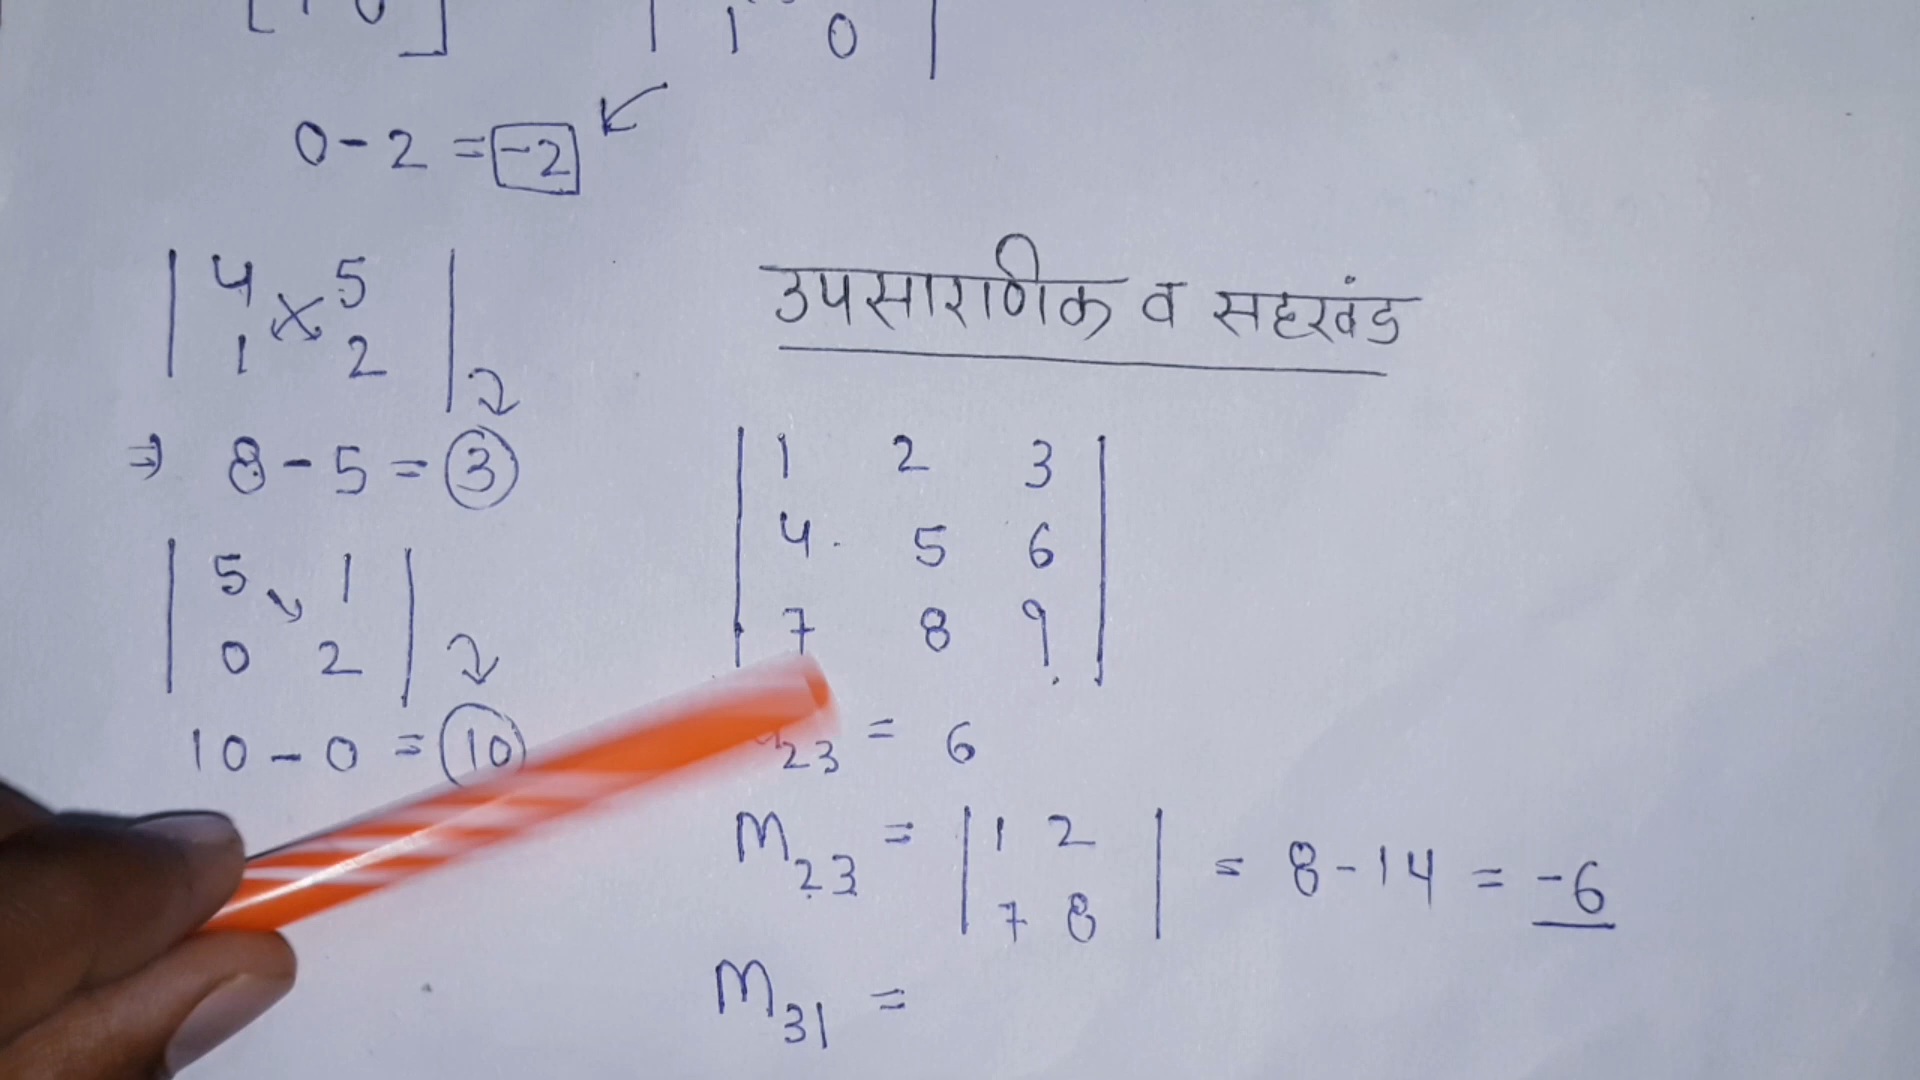 1 0
0 - 2 = -2
4 5
1 2
⇒ 8 - 5 = 3
5 1
0 2
10 - 0 = 10
उपसारणिक व सहखंड
1 2 3
4 5 6
7 8 9
23 = 6
M23 = | 1 2 |
| 7 8 | = 8 - 14 = -6
M31 =